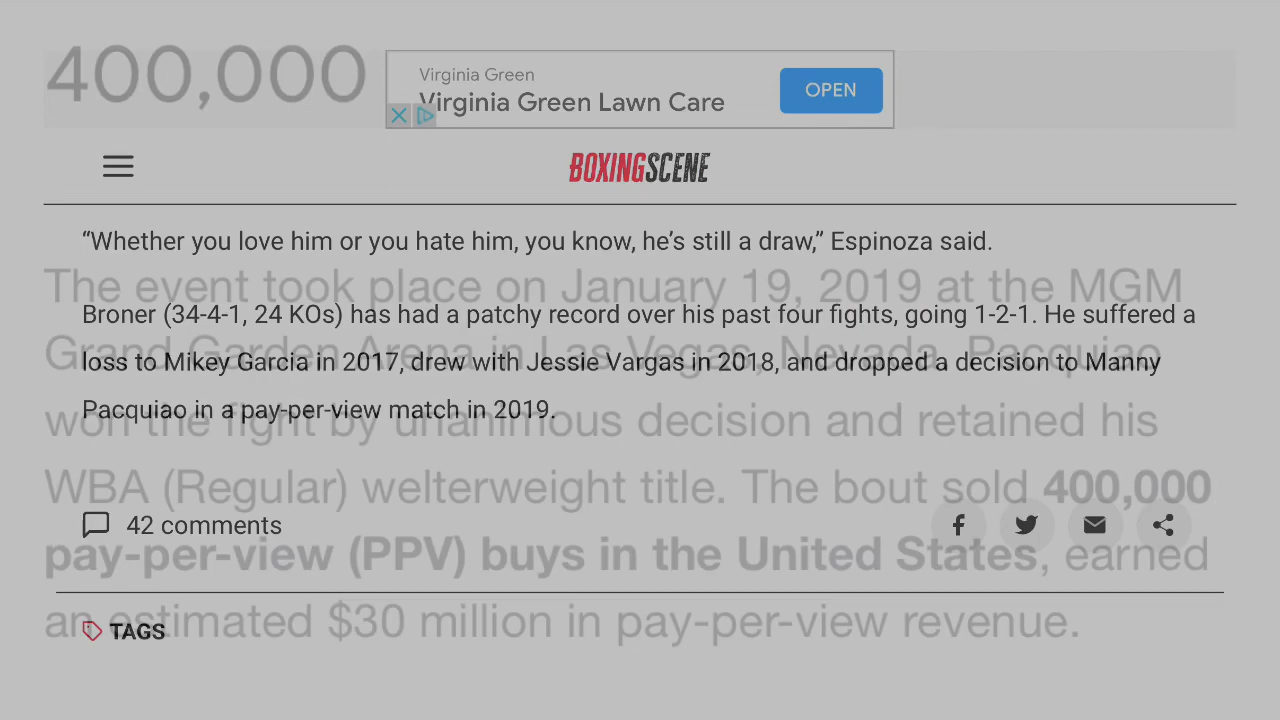 400,000
Virginia Green
Virginia Green Lawn Care
OPEN
BOXINGSCENE
“Whether you love him or you hate him, you know, he’s still a draw,” Espinoza said.
The event took place on January 19, 2019 at the MGM
Broner (34-4-1, 24 KOs) has had a patchy record over his past four fights, going 1-2-1. He suffered a
Grand Garden Arena in Las Vegas, Nevada. Pacquiao
loss to Mikey Garcia in 2017, drew with Jessie Vargas in 2018, and dropped a decision to Manny
Pacquiao in a pay-per-view match in 2019.
won the fight by unanimous decision and retained his
WBA (Regular) welterweight title. The bout sold 400,000
42 comments
pay-per-view (PPV) buys in the United States, earned
an estimated $30 million in pay-per-view revenue.
TAGS